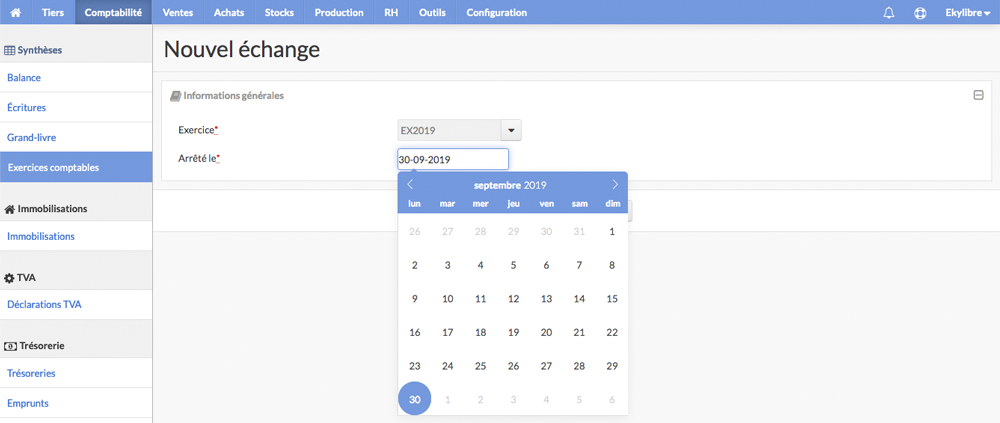 Tiers Comptabilité Ventes Achats Stocks Production RH Outils Configuration Ekylibre
Synthèses
Balance
Écritures
Grand-livre
Exercices comptables
Immobilisations
Immobilisations
TVA
Déclarations TVA
Trésorerie
Trésoreries
Emprunts
Nouvel échange
Informations générales
Exercice* EX2019
Arrêté le* 30-09-2019
septembre 2019
lun mar mer jeu ven sam dim
26 27 28 29 30 31 1
2 3 4 5 6 7 8
9 10 11 12 13 14 15
16 17 18 19 20 21 22
23 24 25 26 27 28 29
30 1 2 3 4 5 6